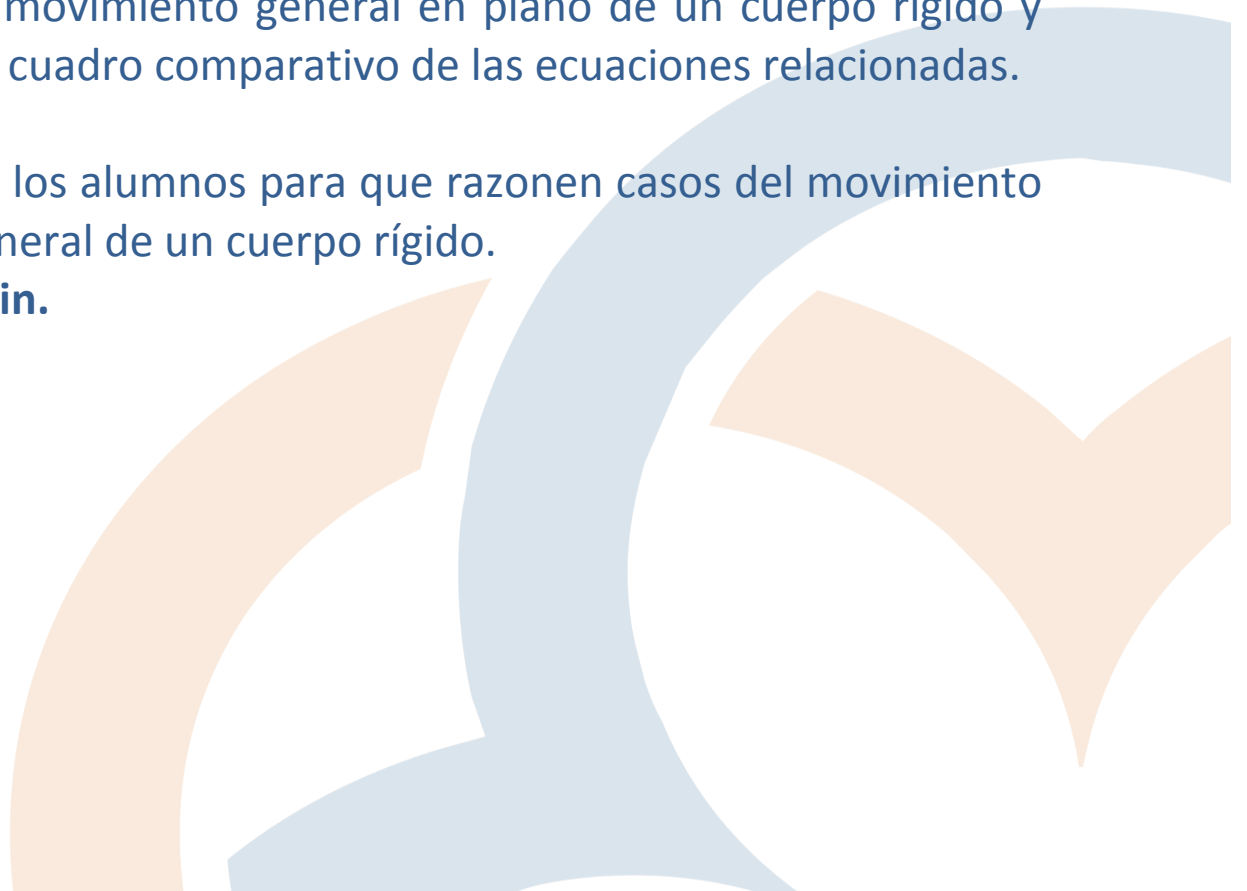 movimiento general en plano de un cuerpo rígido y
cuadro comparativo de las ecuaciones relacionadas.
los alumnos para que razonen casos del movimiento
neral de un cuerpo rígido.
in.